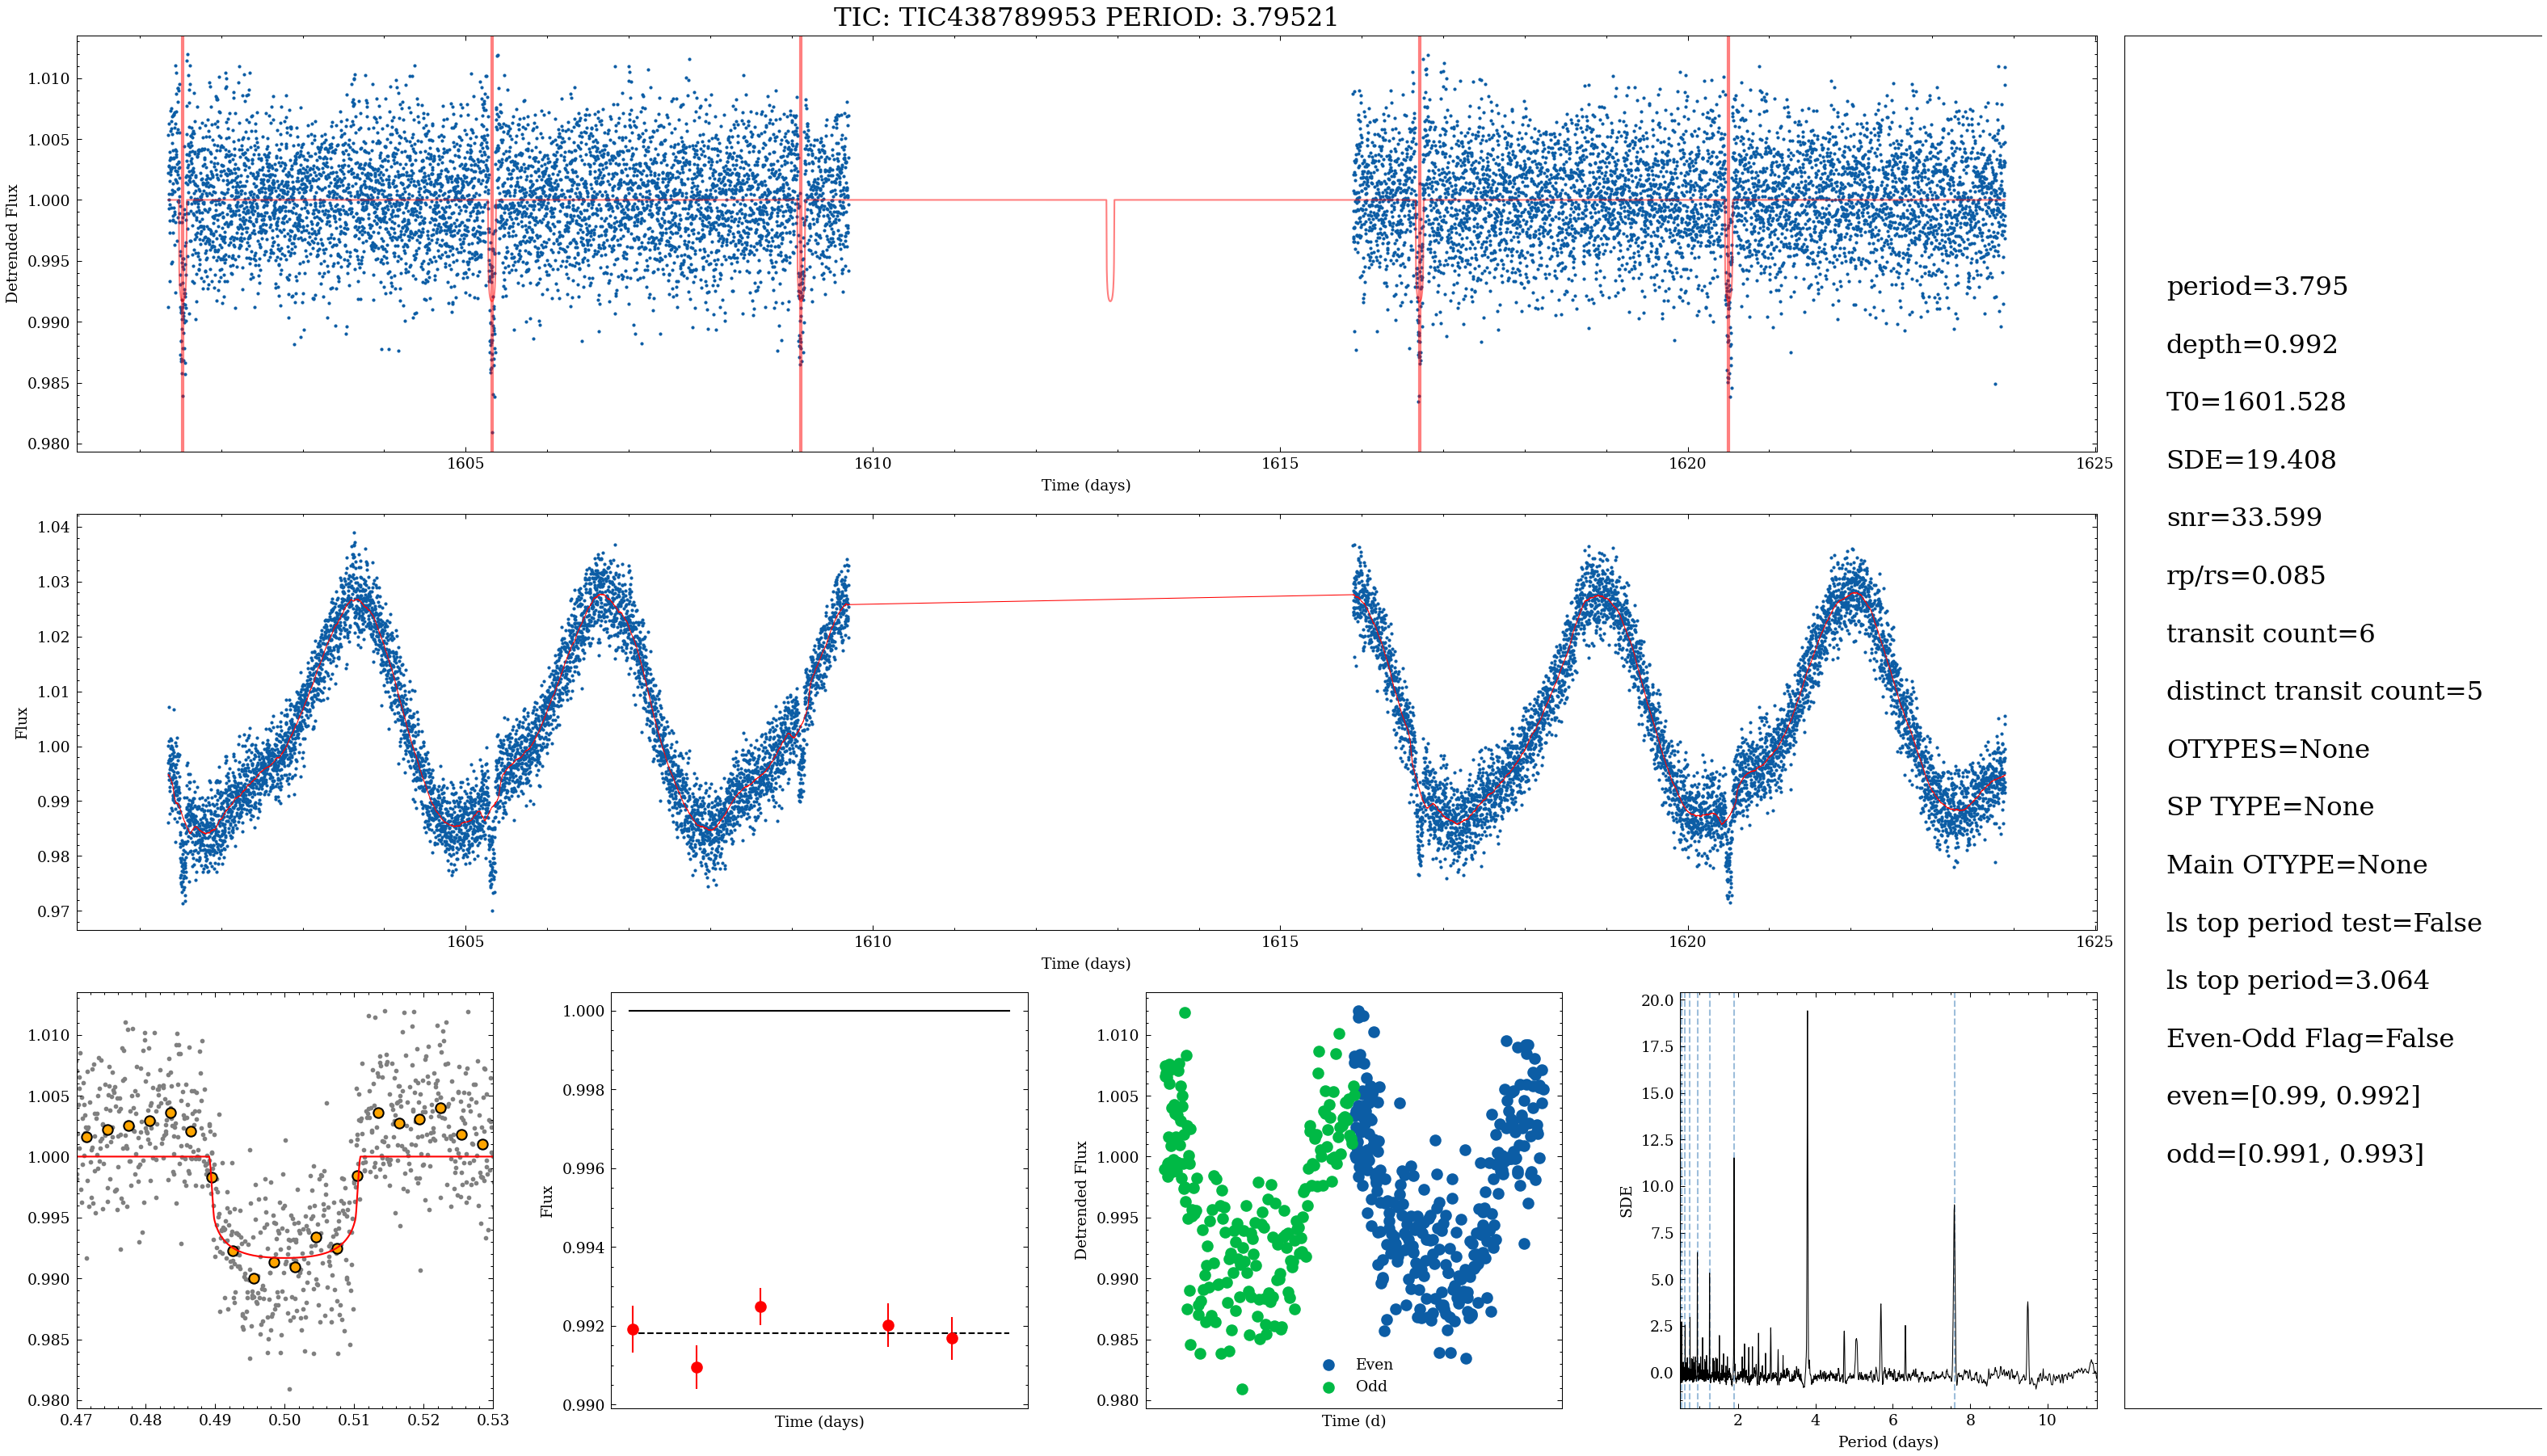 TIC: TIC438789953 PERIOD: 3.79521
1.010
1.005
1.000
0.995
0.990
0.985
0.980
Detrended Flux
1605
1610
1615
1620
1625
Time (days)
1.04
1.03
1.02
1.01
1.00
0.99
0.98
0.97
Flux
1605
1610
1615
1620
1625
Time (days)
1.010
1.005
1.000
0.995
0.990
0.985
0.980
0.47
0.48
0.49
0.50
0.51
0.52
0.53
1.000
0.998
0.996
0.994
0.992
0.990
Flux
Time (days)
1.010
1.005
1.000
0.995
0.990
0.985
0.980
Detrended Flux
Even
Odd
Time (d)
20.0
17.5
15.0
12.5
10.0
7.5
5.0
2.5
0.0
SDE
2
4
6
8
10
Period (days)
period=3.795
depth=0.992
T0=1601.528
SDE=19.408
snr=33.599
rp/rs=0.085
transit count=6
distinct transit count=5
OTYPES=None
SP TYPE=None
Main OTYPE=None
ls top period test=False
ls top period=3.064
Even-Odd Flag=False
even=[0.99, 0.992]
odd=[0.991, 0.993]